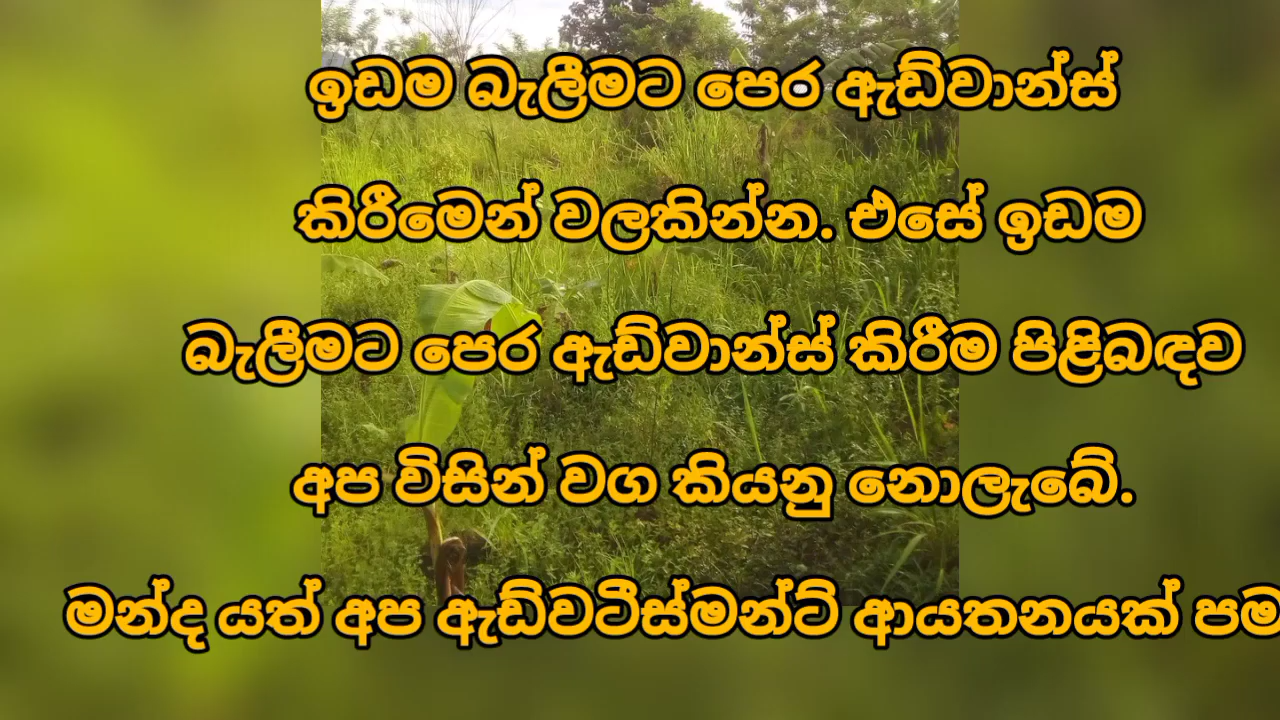 ඉඩම බැලීමට පෙර ඇඩ්වාන්ස්
කිරීමෙන් වලකින්න. එසේ ඉඩම
බැලීමට පෙර ඇඩ්වාන්ස් කිරීම පිළිබඳව
අප විසින් වග කියනු නොලැබේ.
මන්ද යත් අප ඇඩ්වටීස්මන්ට් ආයතනයක් පම